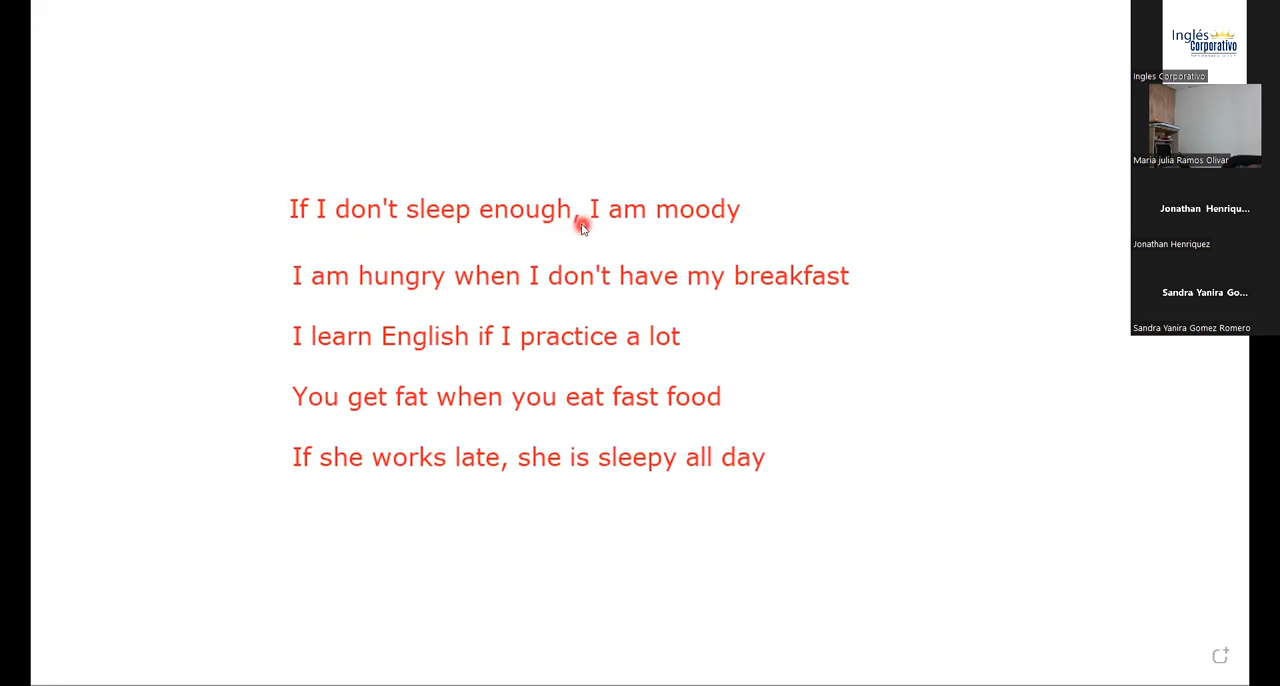 Inglés
Corporativo
Ingles Corporativo
Maria julia Ramos Olivar
Jonathan Henriqu...
Jonathan Henriquez
Sandra Yanira Go...
Sandra Yanira Gomez Romero
If I don't sleep enough, I am moody
I am hungry when I don't have my breakfast
I learn English if I practice a lot
You get fat when you eat fast food
If she works late, she is sleepy all day